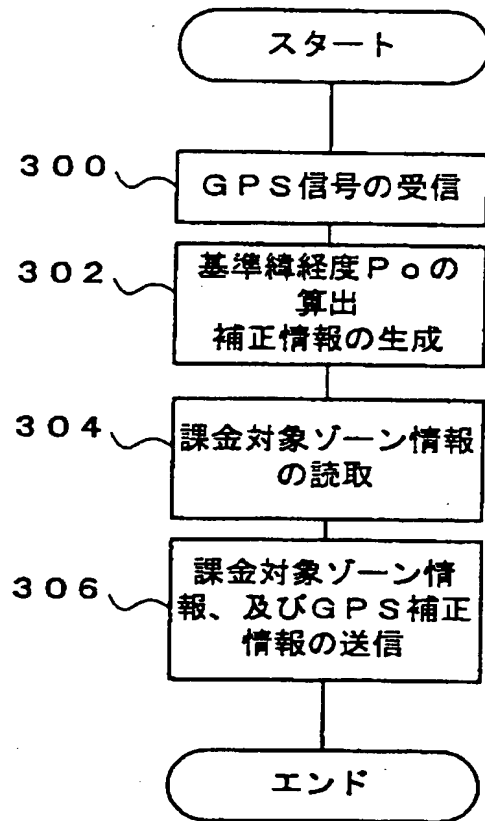 スタート
300
GPS信号の受信
302
基準緯経度Poの
算出
補正情報の生成
304
課金対象ゾーン情報
の読取
306
課金対象ゾーン情
報、及びGPS補正
情報の送信
エンド